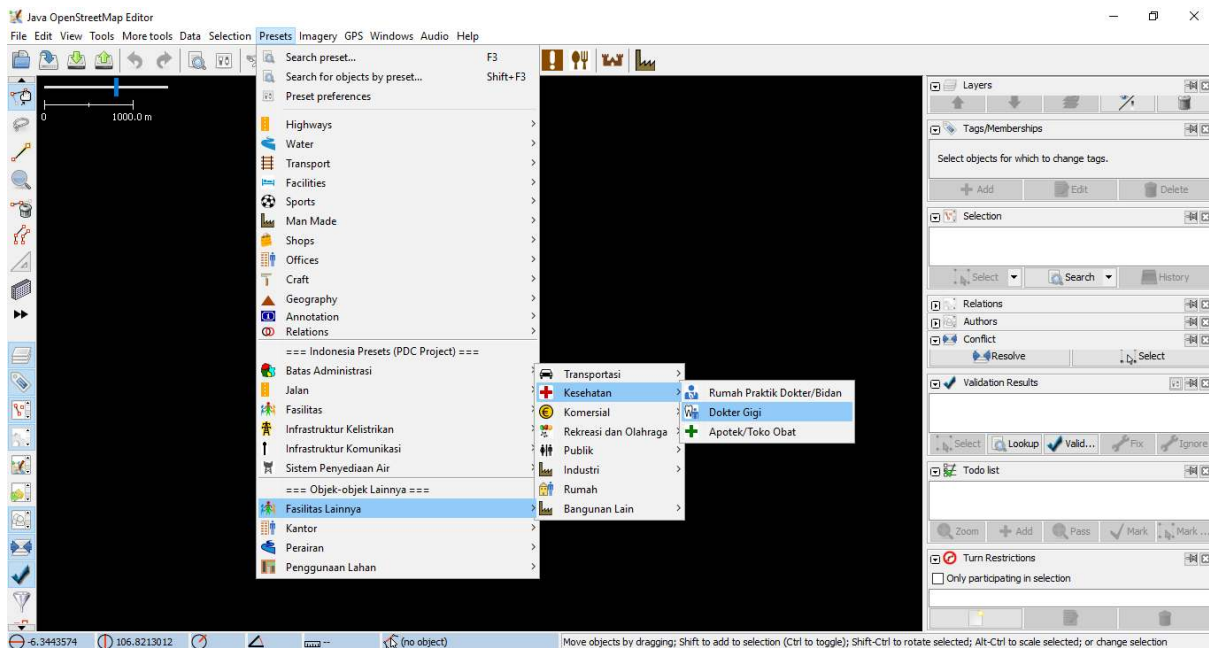 Java OpenStreetMap Editor
File Edit View Tools More tools Data Selection Presets Imagery GPS Windows Audio Help
Search preset... F3
Search for objects by preset... Shift+F3
Preset preferences
Highways
Water
Transport
Facilities
Sports
Man Made
Shops
Offices
Craft
Geography
Annotation
Relations
=== Indonesia Presets (PDC Project) ===
Batas Administrasi
Jalan
Fasilitas
Infrastruktur Kelistrikan
Infrastruktur Komunikasi
Sistem Penyediaan Air
=== Objek-objek Lainnya ===
Fasilitas Lainnya
Kantor
Perairan
Penggunaan Lahan
Transportasi
Kesehatan
Komersial
Rekreasi dan Olahraga
Publik
Industri
Rumah
Bangunan Lain
Rumah Praktik Dokter/Bidan
Dokter Gigi
Apotek/Toko Obat
0 1000.0 m
Layers
Tags/Memberships
Select objects for which to change tags.
Add Edit Delete
Selection
Select Search History
Relations
Authors
Conflict
Resolve Select
Validation Results
Select Lookup Valid... Fix Ignore
Todo list
Zoom Add Pass Mark Mark ...
Turn Restrictions
Only participating in selection
-6.3443574 106.8213012 -- (no object) Move objects by dragging; Shift to add to selection (Ctrl to toggle); Shift-Ctrl to rotate selected; Alt-Ctrl to scale selected; or change selection